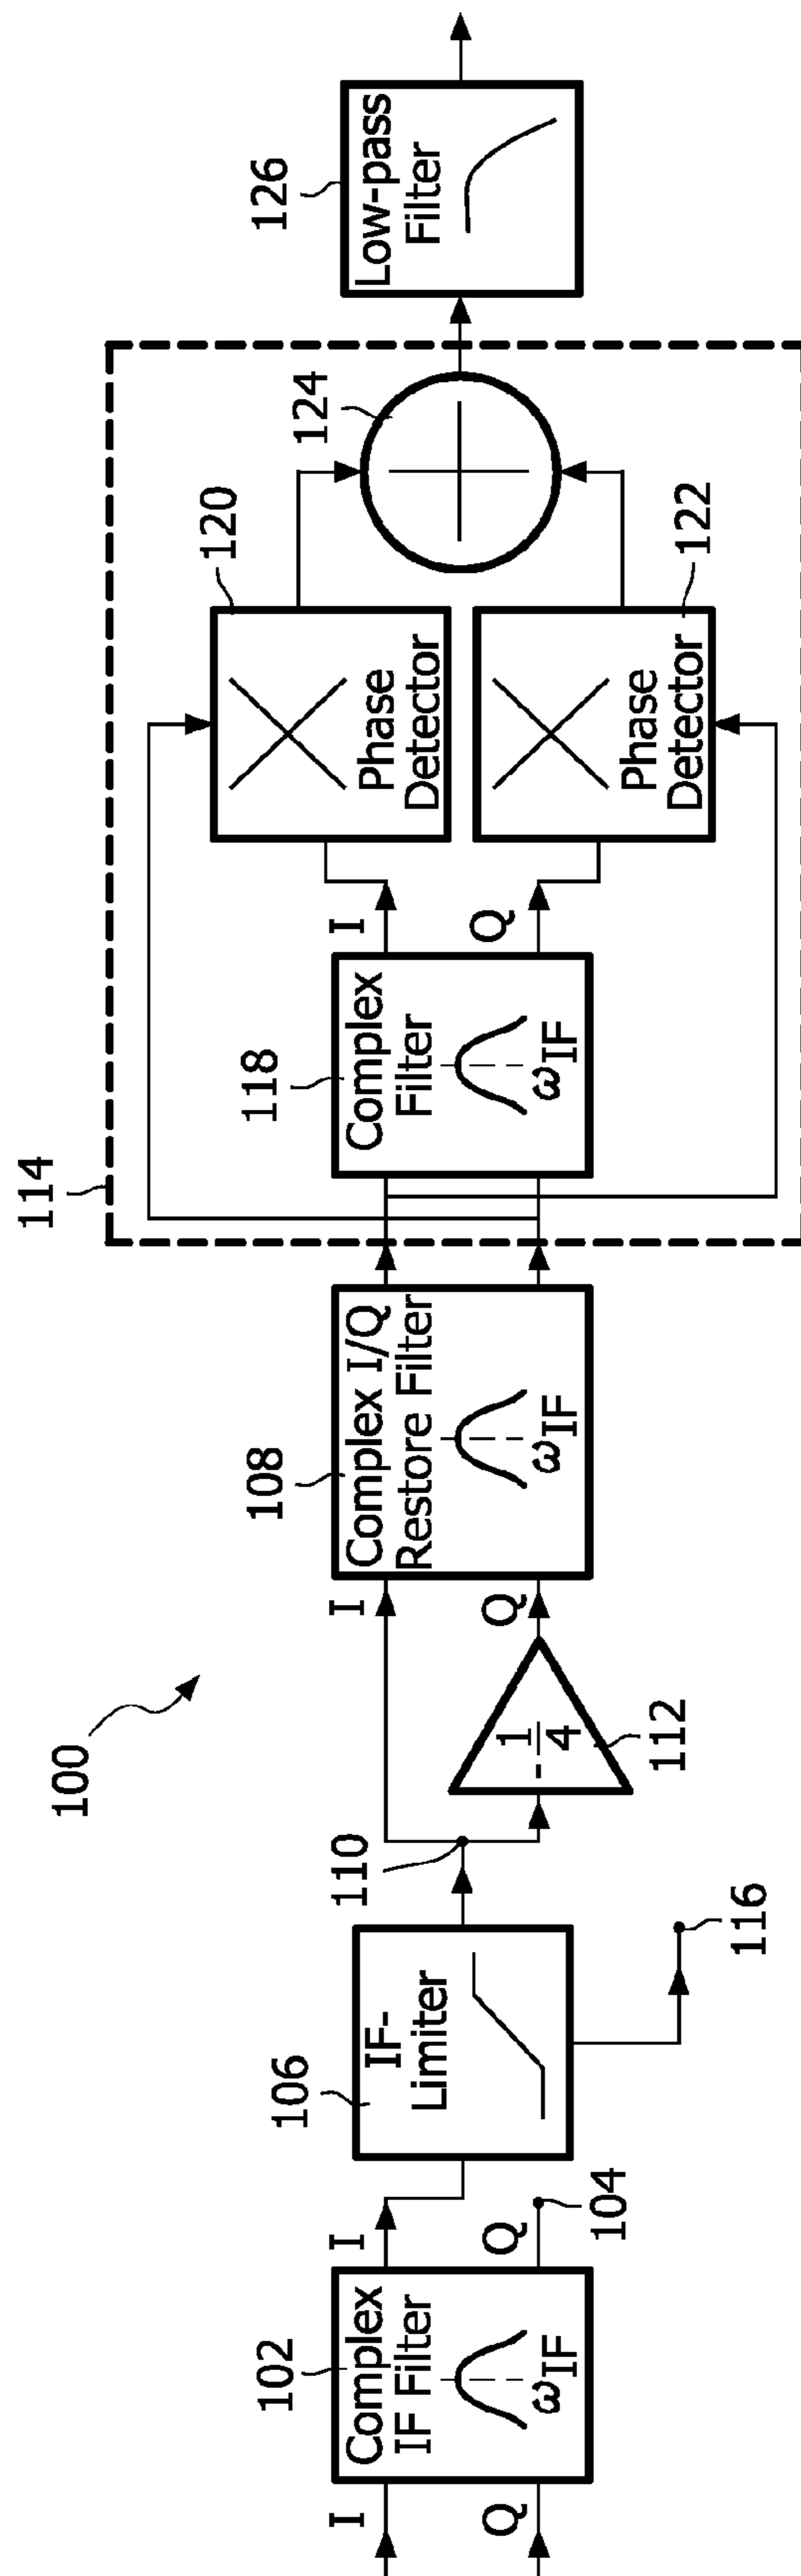 100
I
Q
102
Complex
IF Filter
ωIF
I
Q
104
106
IF-
Limiter
116
110
- 1/4
112
I
Q
108
Complex I/Q
Restore Filter
ωIF
114
118
Complex
Filter
ωIF
I
Q
120
Phase
Detector
122
Phase
Detector
124
126
Low-pass
Filter